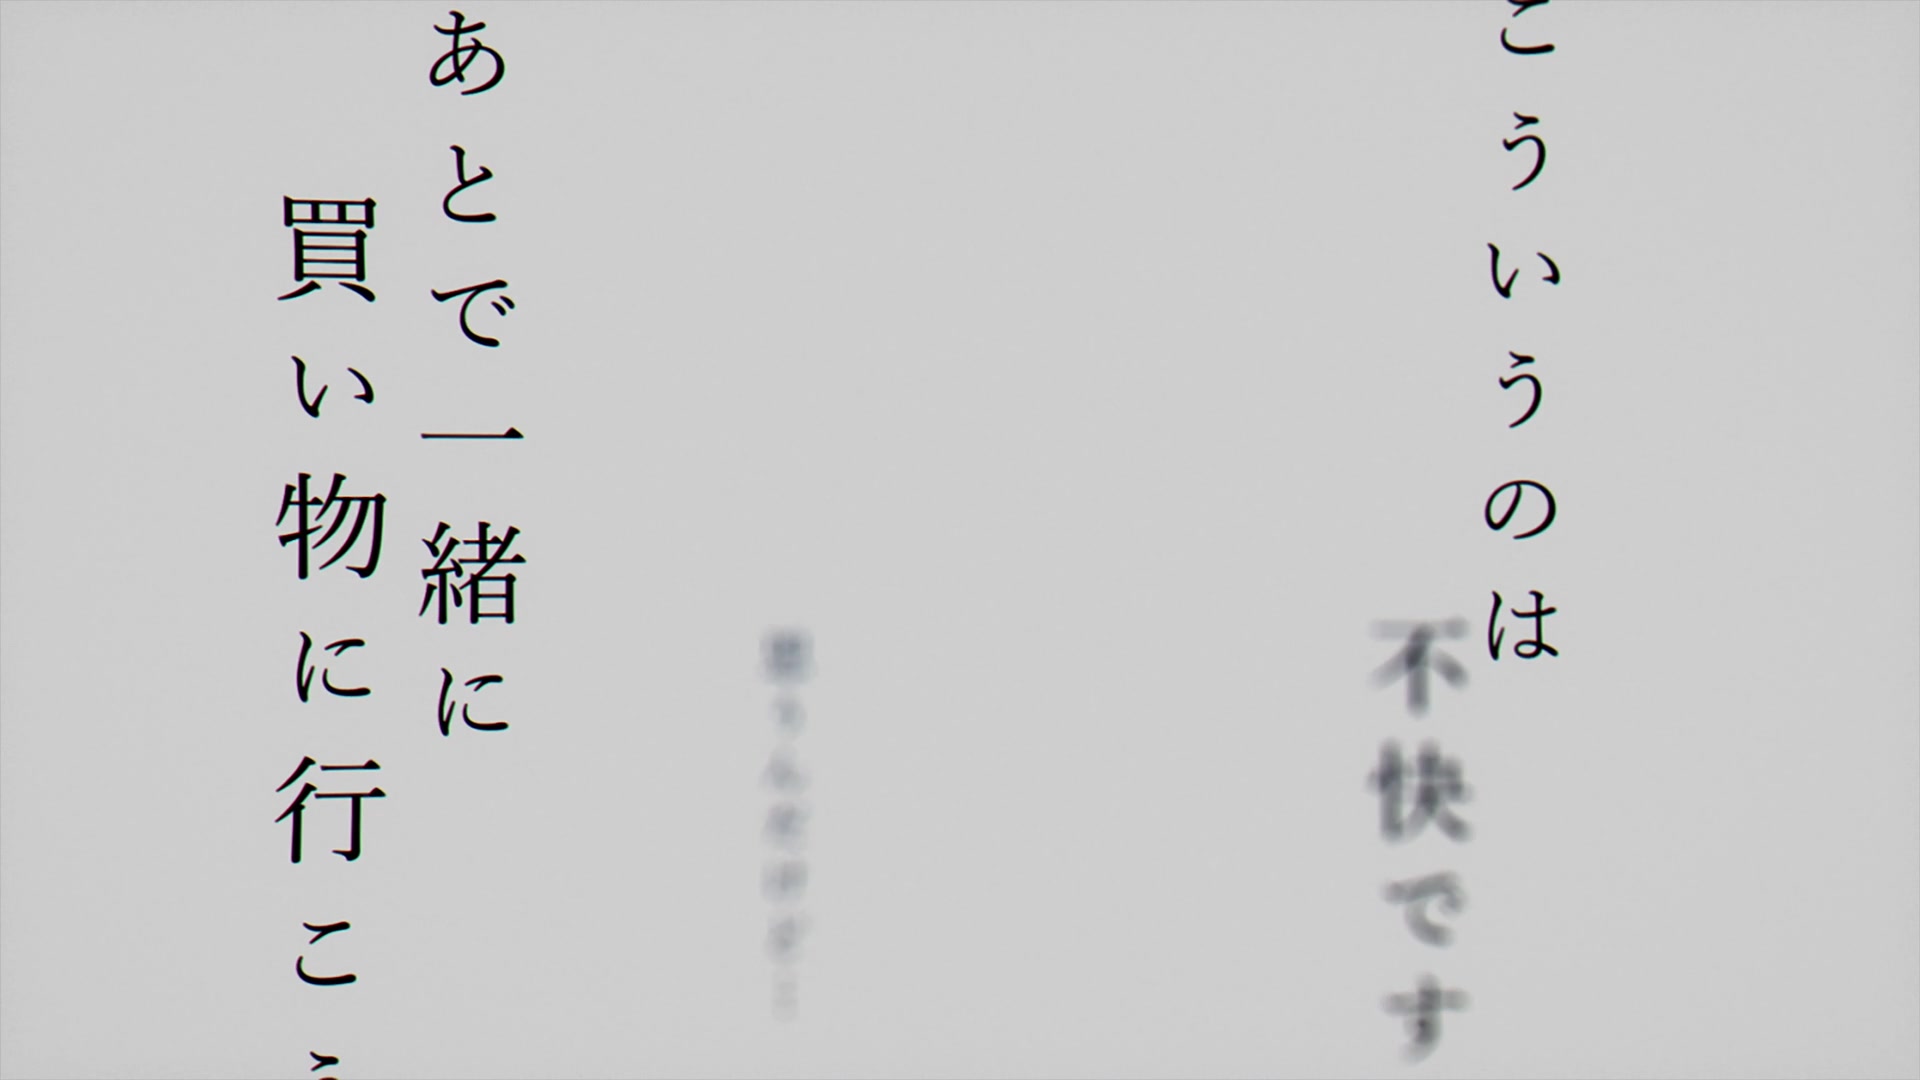 こういうのは
不快です
あとで一緒に
買い物に行こう